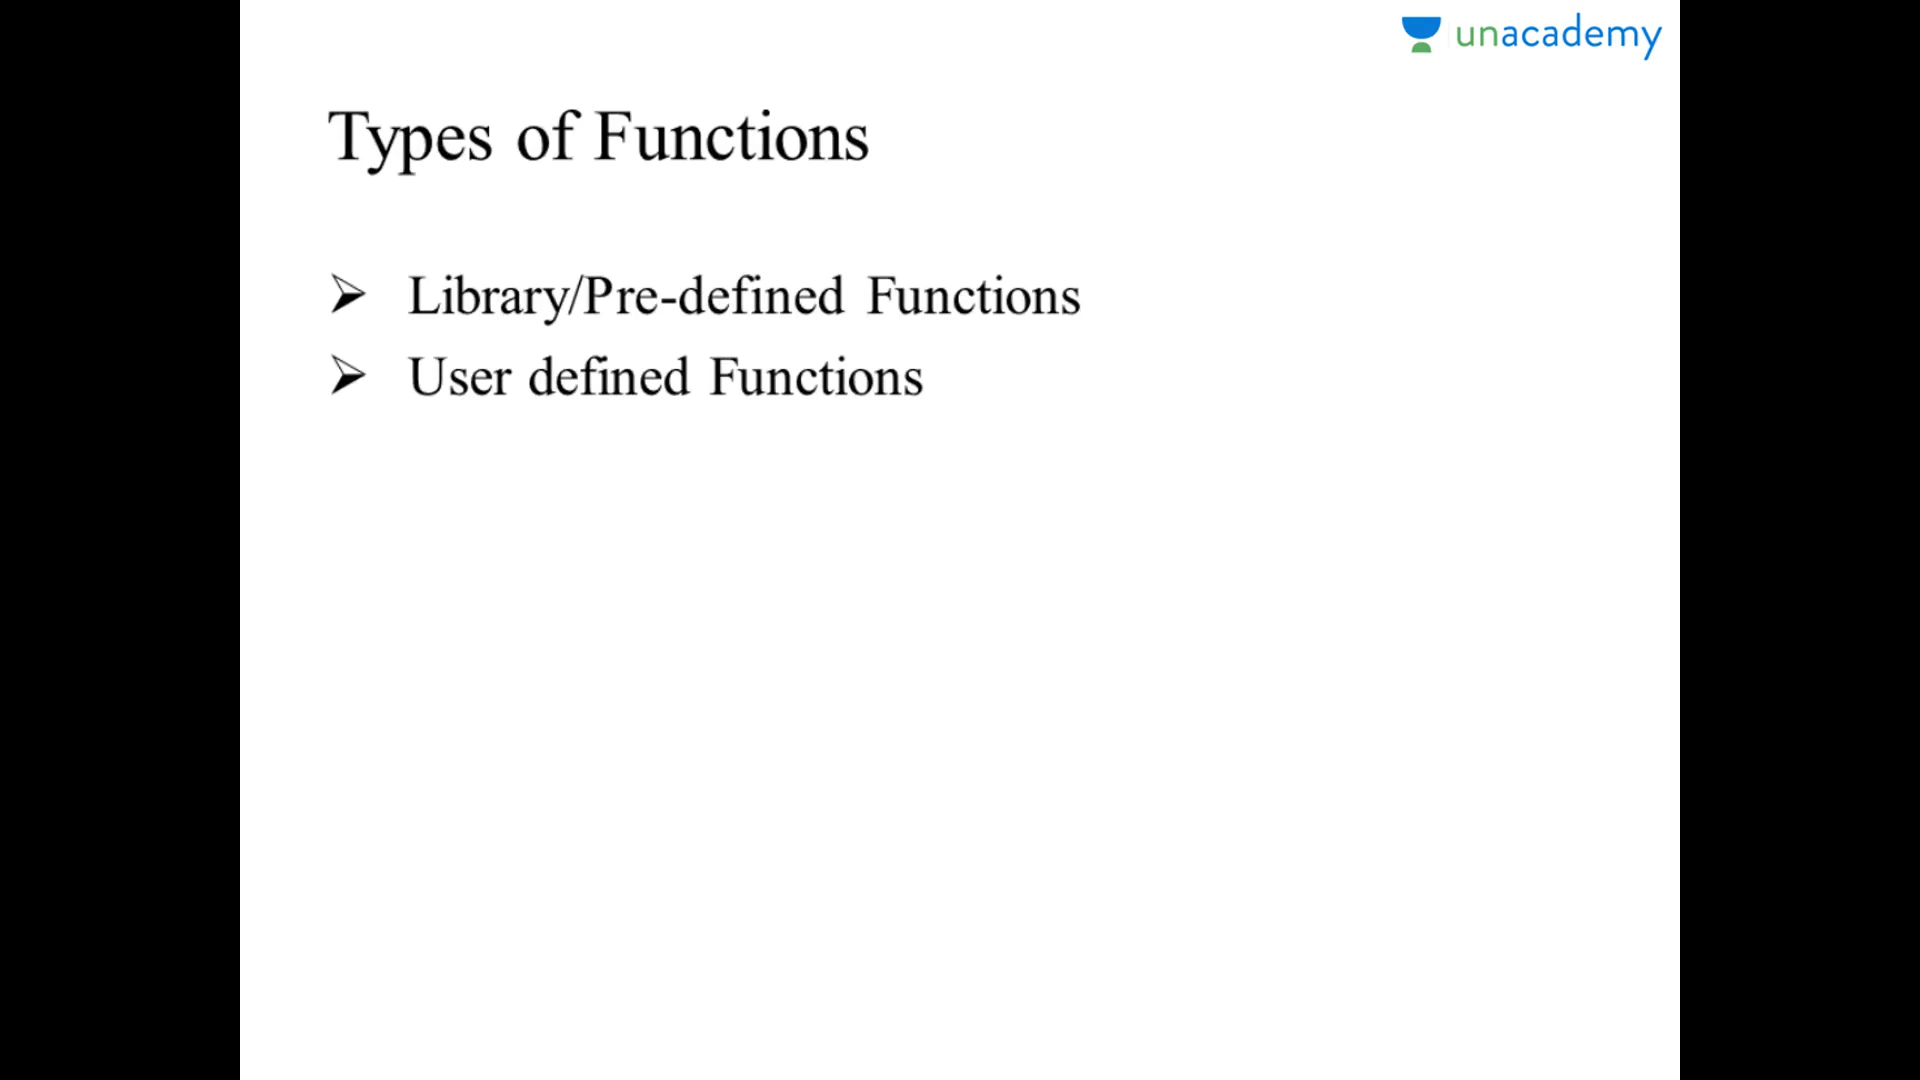 unacademy
Types of Functions
➢ Library/Pre-defined Functions
➢ User defined Functions